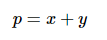 p = x + y